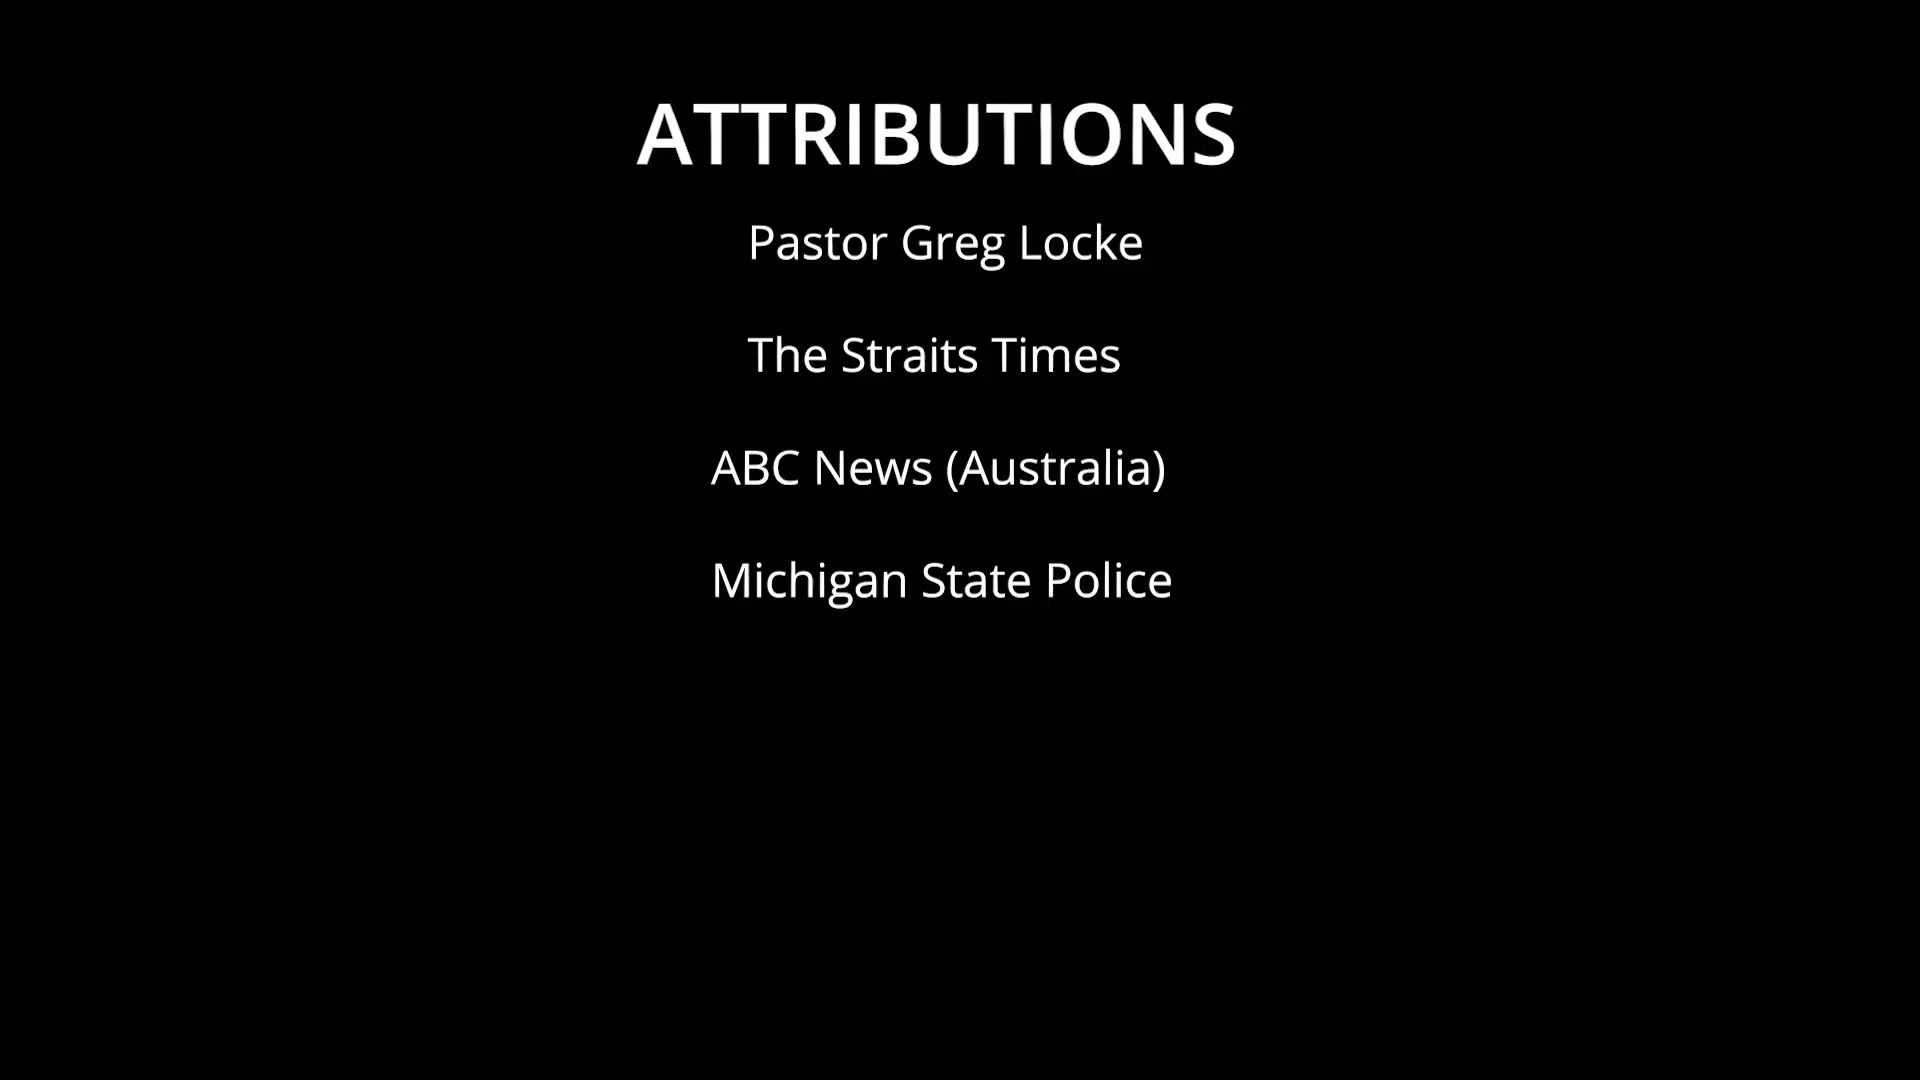 ATTRIBUTIONS
Pastor Greg Locke
The Straits Times
ABC News (Australia)
Michigan State Police